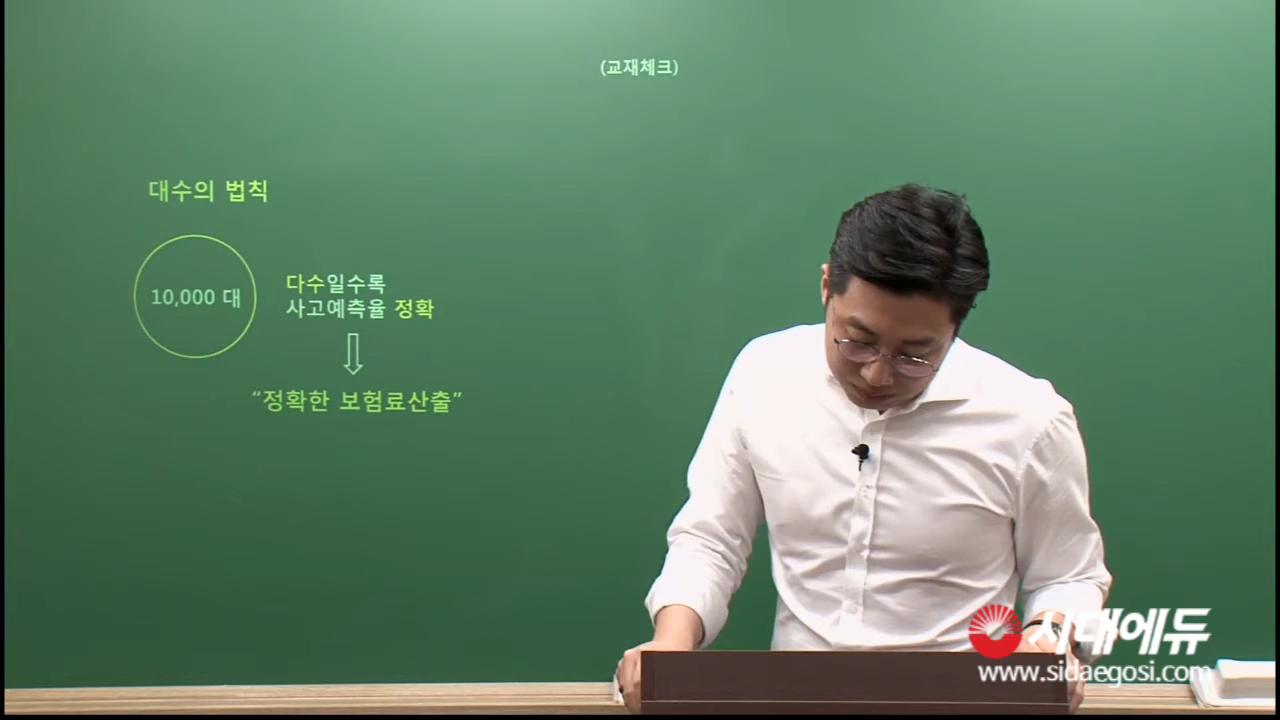 (교재체크)
대수의 법칙
10,000 대
다수일수록
사고예측율 정확
“정확한 보험료산출”
시대에듀
www.sidaegosi.com